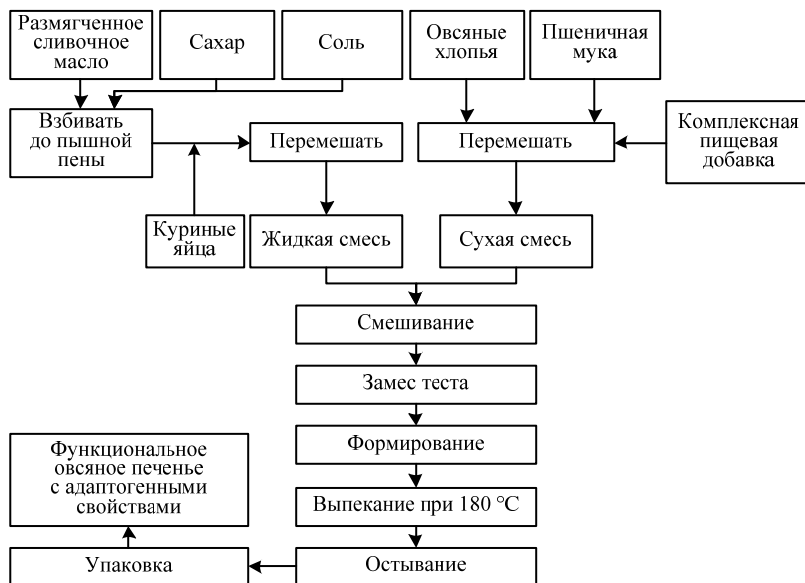 Размягченное
сливочное
масло
Сахар
Соль
Овсяные
хлопья
Пшеничная
мука
Взбивать
до пышной
пены
Перемешать
Перемешать
Комплексная
пищевая
добавка
Куриные
яйца
Жидкая смесь
Сухая смесь
Смешивание
Замес теста
Формирование
Функциональное
овсяное печенье
с адаптогенными
свойствами
Выпекание при 180 °C
Упаковка
Остывание